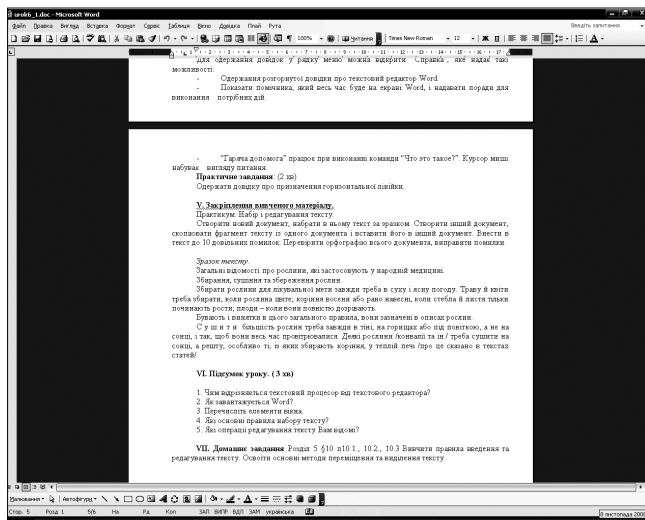 urok6_1.doc - Microsoft Word
Файл Правка Вигляд Вставка Формат Сервіс Таблиця Вікно Довідка Плай Рута
Введіть запитання
100% Читання Times New Roman 12 Ж П
Для одержання довідок у рядку меню можна відкрити "Справка", яке надає такі
можливості:
- Одержання розгорнутої довідки про текстовий редактор Word
- Показати помічника, який весь час буде на екрані Word, і надавати поради для
виконання потрібних дій.
- "Гаряча допомога" працює при виконанні команди "Что это такое?". Курсор миші
набуває вигляду питання.
Практичне завдання: (2 хв)
Одержати довідку про призначення горизонтальної лінійки.
V. Закріплення вивченого матеріалу.
Практикум. Набір і редагування тексту.
Створити новий документ, набрати в ньому текст за зразком. Створити інший документ,
скопіювати фрагмент тексту із одного документа і вставити його в інший документ. Внести в
текст до 10 довільних помилок. Перевірити орфографію всього документа, виправити помилки.
Зразок тексту.
Загальні відомості про рослини, які застосовують у народній медицині.
Збирання, сушіння та збереження рослин.
Збирати рослини для лікувальної мети завжди треба в суху і ясну погоду. Траву й квіти
треба збирати, коли рослина цвіте; коріння восени або рано навесні, коли стебла й листя тільки
починають рости; плоди – коли вони повністю дозрівають.
Бувають і винятки в цього загального правила, вони зазначені в описах рослин.
С у ш и т и більшість рослин треба завжди в тіні, на горищах або під повіткою, а не на
сонці, і так, щоб вони весь час провітрювалися. Деякі рослини /конвалії та ін./ треба сушити на
сонці, а решту, особливо ті, із яких збирають коріння, у теплій печі /про це сказано в текстах
статей/.
VI. Підсумок уроку. ( 3 хв)
1. Чим відрізняється текстовий процесор від текстового редактора?
2. Як завантажується Word?
3. Перечисліть елементи вікна.
4. Які основні правила набору тексту?
5. Які операції редагування тексту Вам відомі?
VII. Домашнє завдання Розділ 5 §10 п10.1., 10.2., 10.3 Вивчити правила введення та
редагування тексту. Освоїти основні методи переміщення та виділення тексту.
Малювання Автофігури
Стор. 5 Розд 1 5/6 На Рд Кол ЗАП ВИПР ВДЛ ЗАМ українська
8 листопада 200